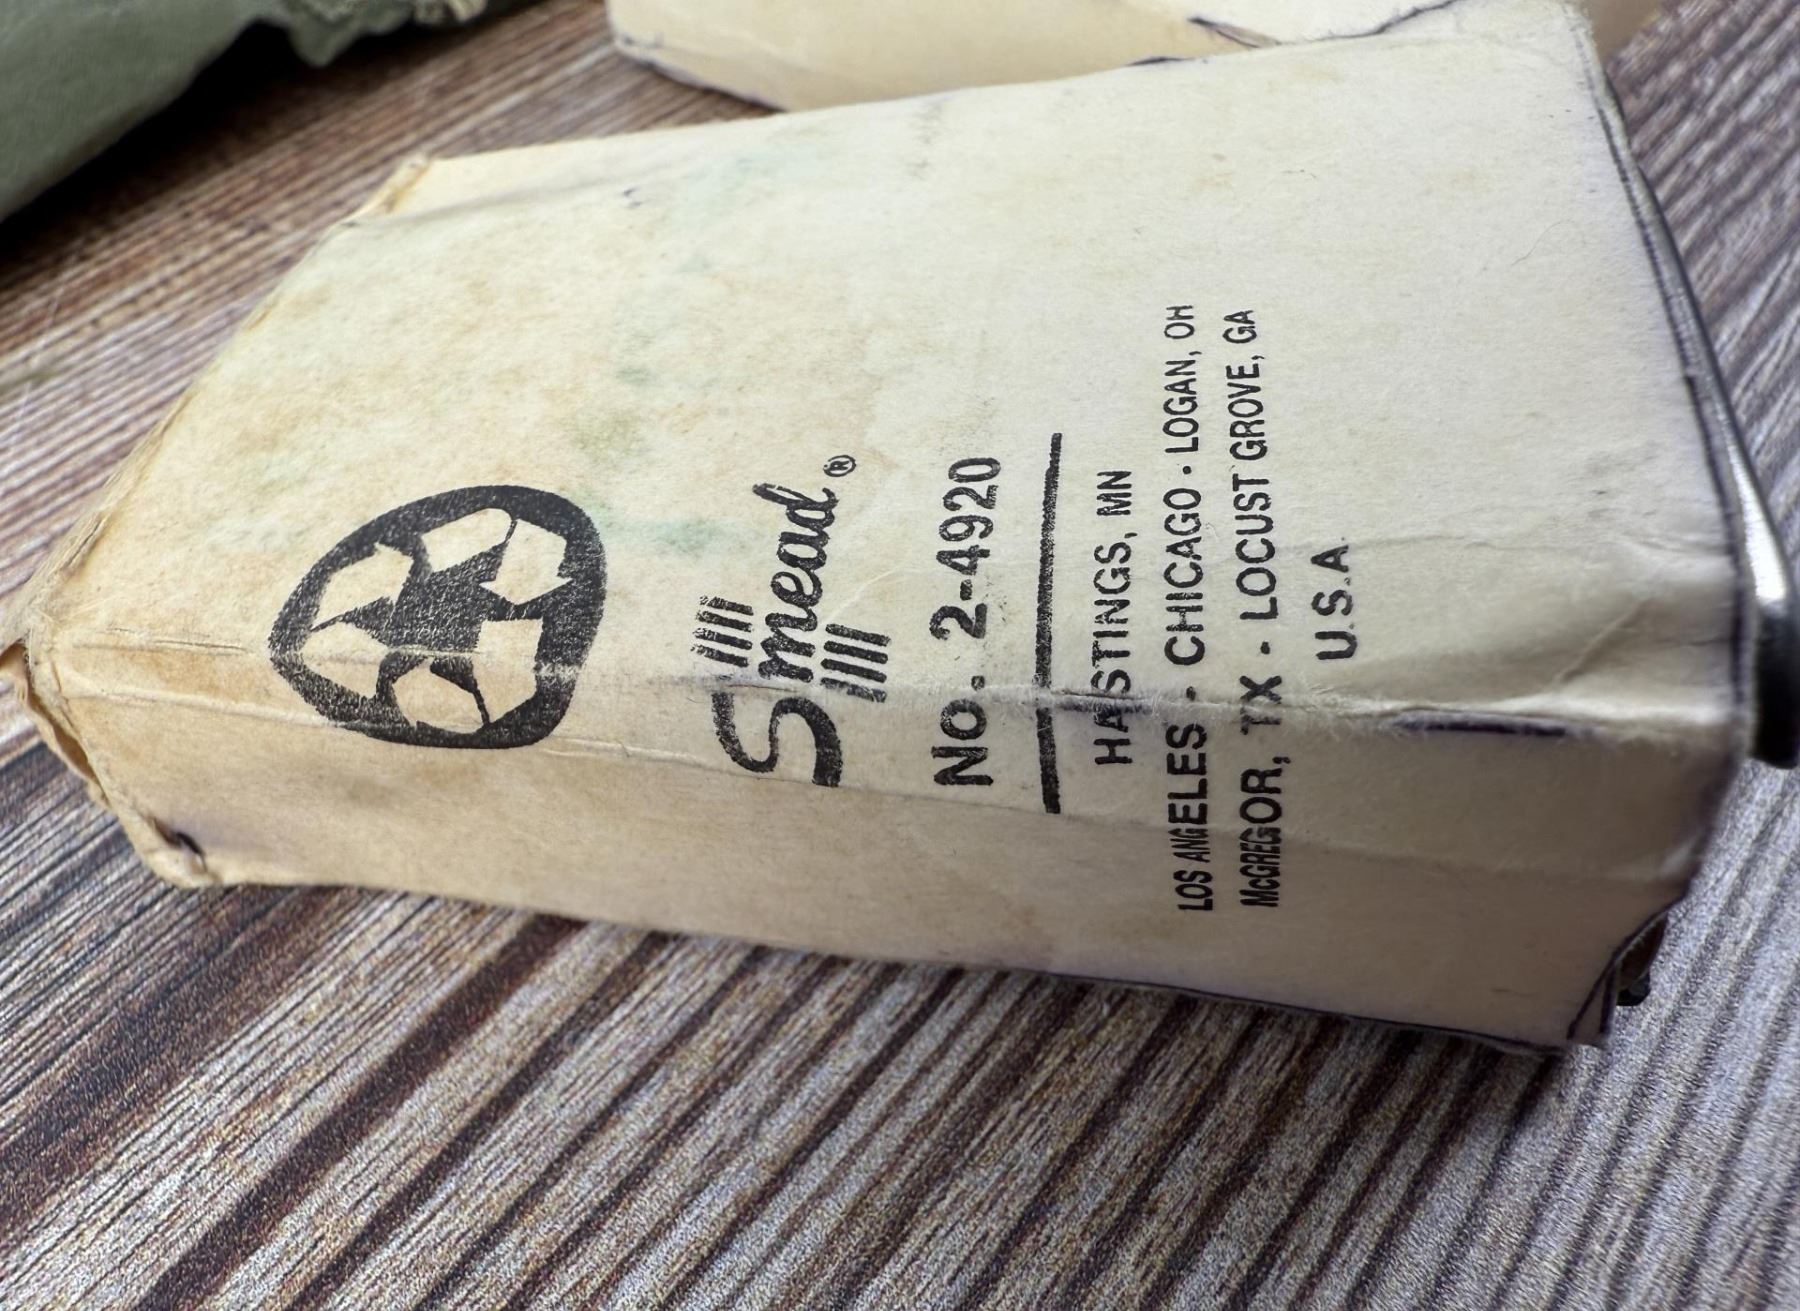 Smead®
No. 2-4920
HASTINGS, MN
LOS ANGELES - CHICAGO - LOGAN, OH
McGREGOR, TX - LOCUST GROVE, GA
U.S.A.